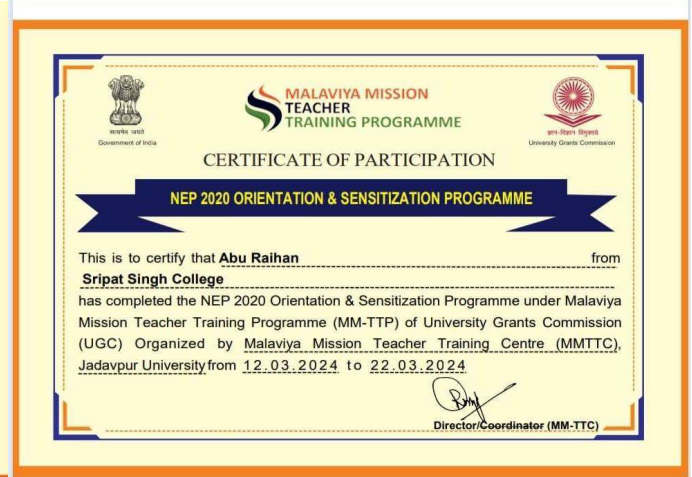 MALAVIYA MISSION
TEACHER
TRAINING PROGRAMME
सत्यमेव जयते
Government of India
ज्ञान-विज्ञान विमुक्तये
University Grants Commission
CERTIFICATE OF PARTICIPATION
NEP 2020 ORIENTATION & SENSITIZATION PROGRAMME
This is to certify that Abu Raihan from
Sripat Singh College
has completed the NEP 2020 Orientation & Sensitization Programme under Malaviya
Mission Teacher Training Programme (MM-TTP) of University Grants Commission
(UGC) Organized by Malaviya Mission Teacher Training Centre (MMTTC),
Jadavpur University from 12.03.2024 to 22.03.2024
Director/Coordinator (MM-TTC)